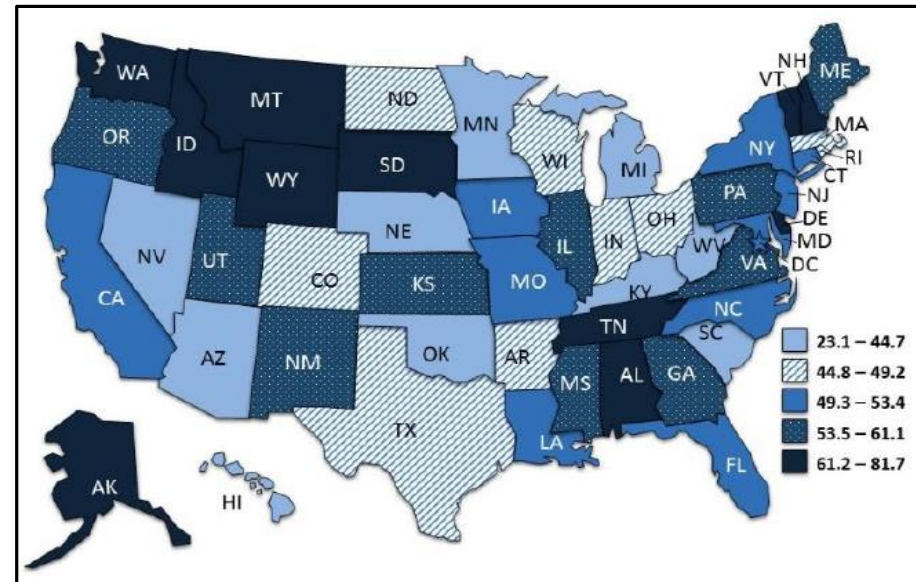 WA
MT
ND
MN
OR
ID
WY
SD
WI
MI
NH
VT
ME
NY
MA
RI
CT
NJ
PA
DE
MD
DC
NV
UT
CO
NE
IA
IL
IN
OH
WV
VA
CA
KS
MO
KY
NC
AZ
NM
OK
AR
TN
SC
MS
AL
GA
TX
LA
FL
AK
HI
23.1 – 44.7
44.8 – 49.2
49.3 – 53.4
53.5 – 61.1
61.2 – 81.7